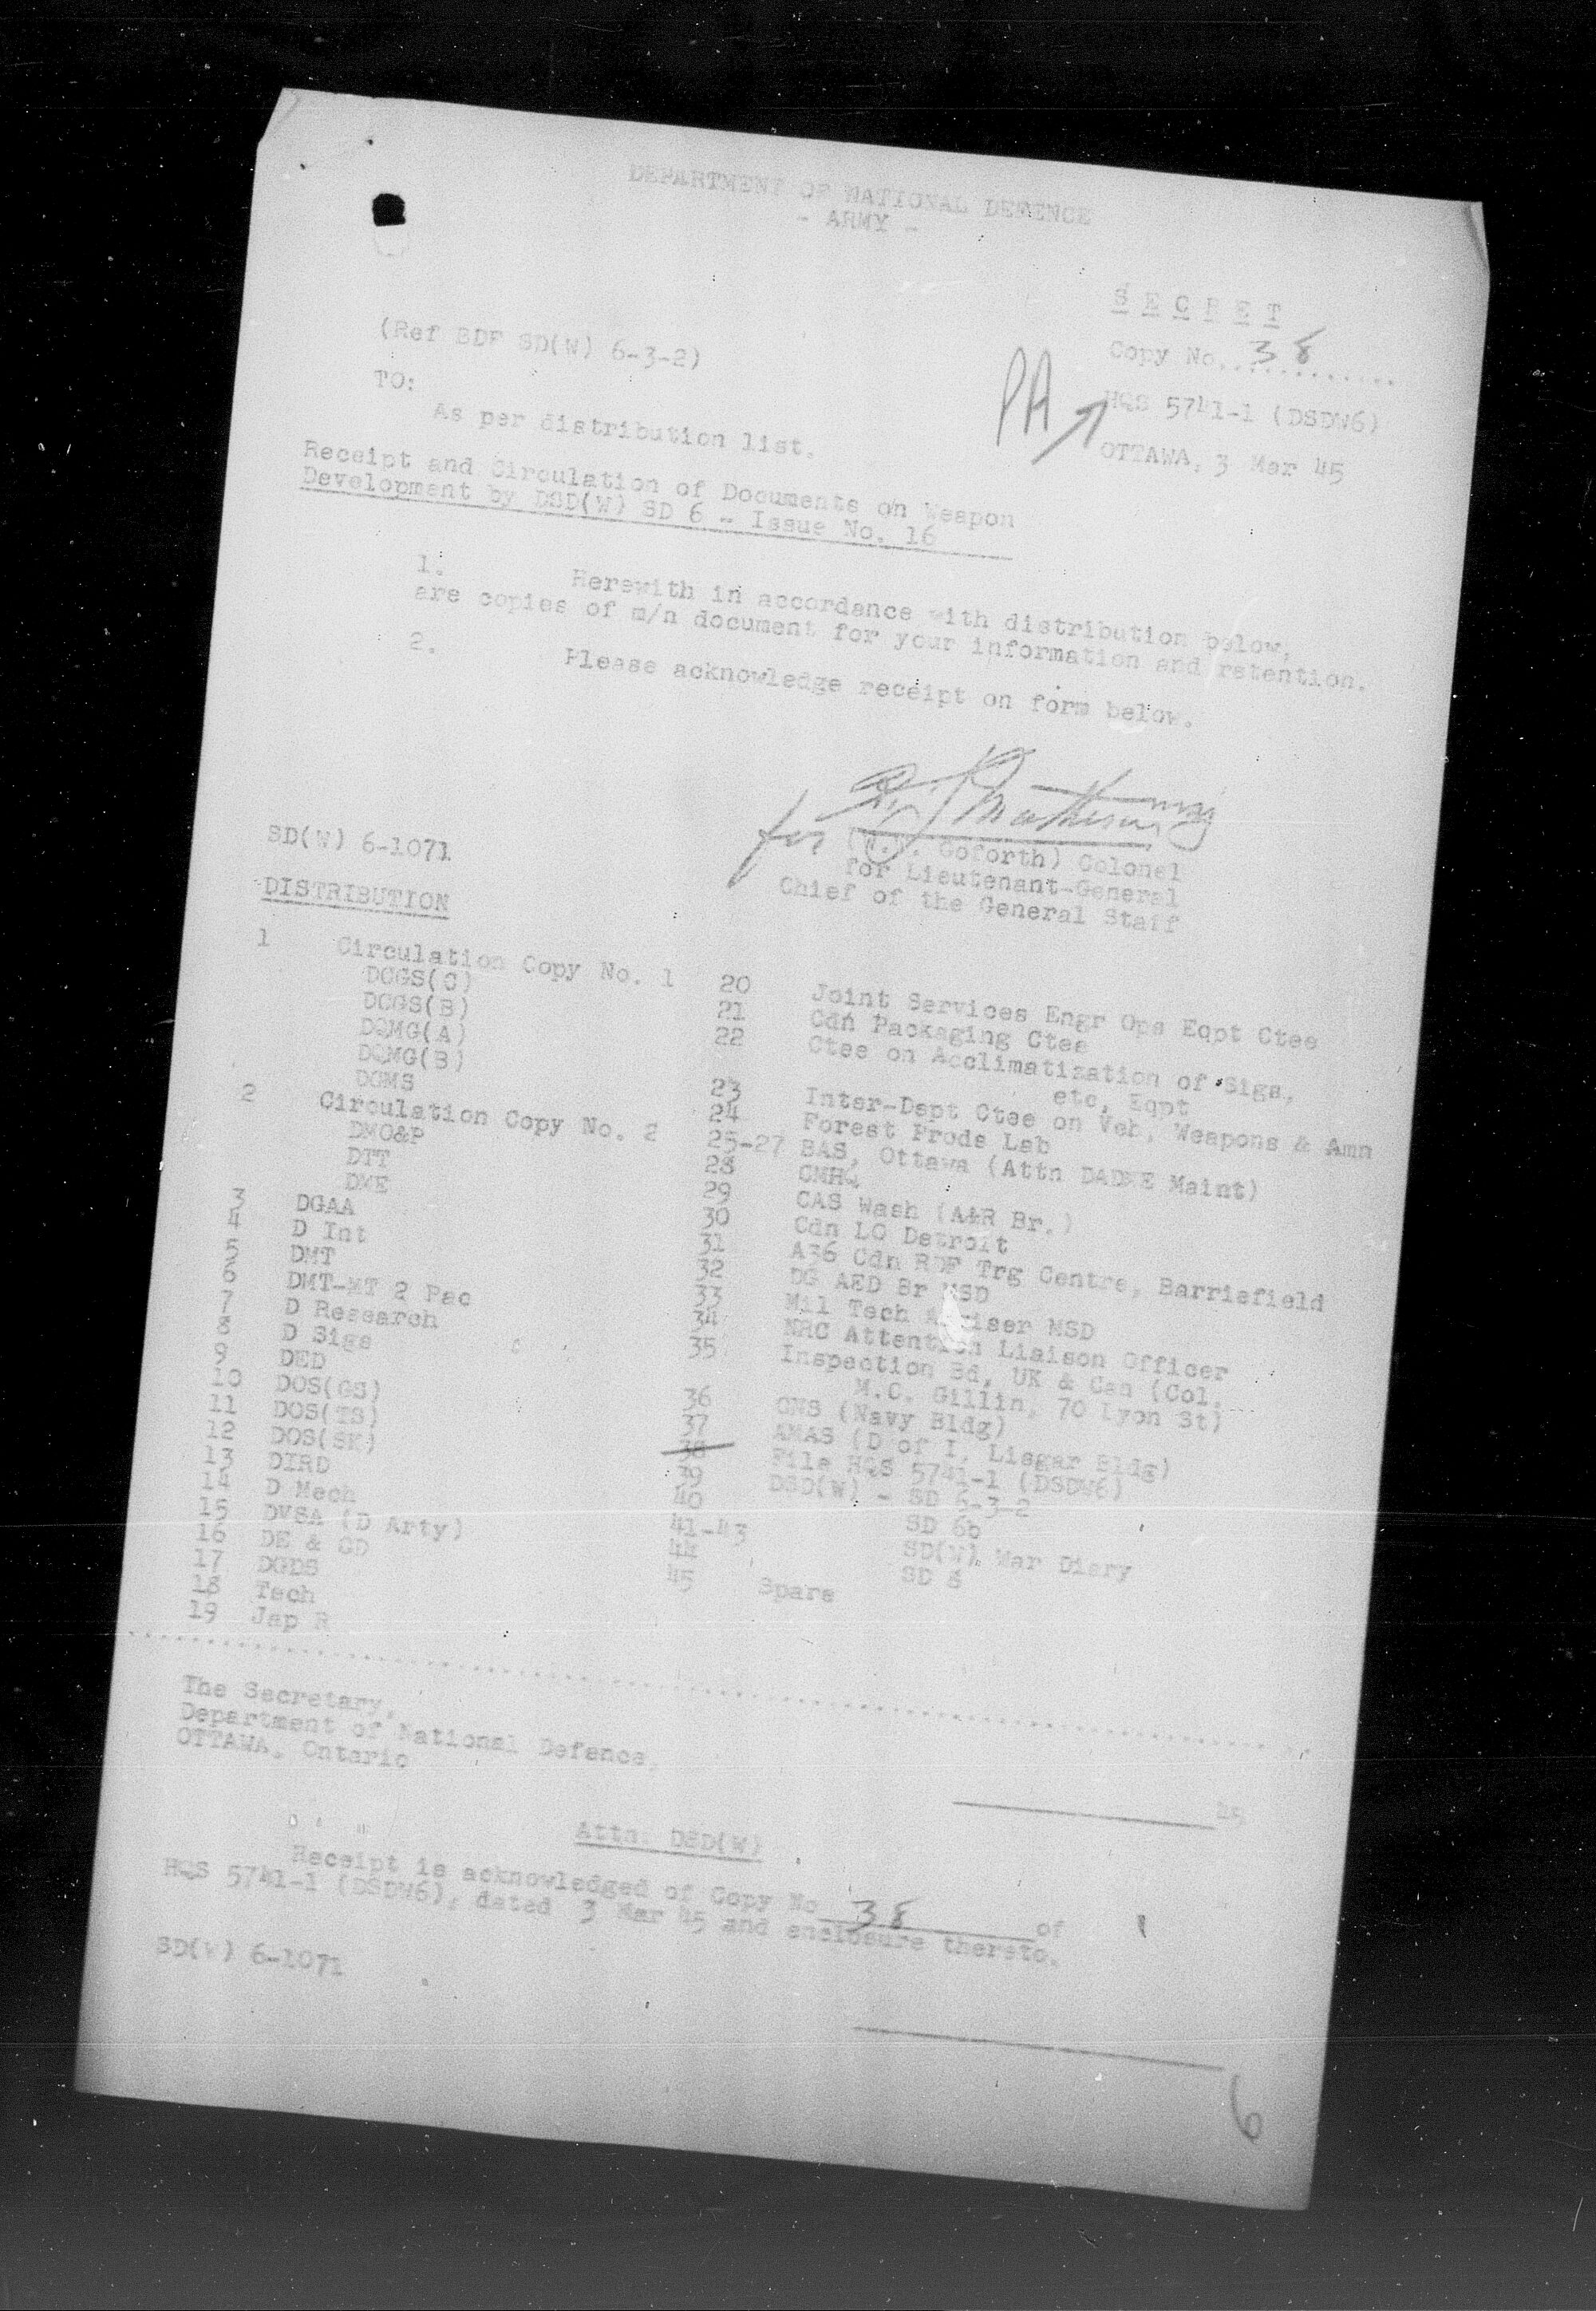 DEPARTMENT OF NATIONAL DEFENCE
- ARMY -
S E C R E T
Copy No. 38
(Ref BDF SD(W) 6-3-2)
PA
HQS 5741-1 (DSDW6)
OTTAWA, 3 Mar 45
TO:
As per distribution list.
Receipt and Circulation of Documents on Weapon
Development by DSD(W) SD 6 - Issue No. 16
1. Herewith in accordance with distribution below,
are copies of m/n document for your information and retention.
2. Please acknowledge receipt on form below.
for
(W.W. Goforth) Colonel
for Lieutenant-General
Chief of the General Staff
SD(W) 6-1071
DISTRIBUTION
1 Circulation Copy No. 1
DCGS(C)
DCGS(B)
DQMG(A)
DQMG(B)
DGMS
2 Circulation Copy No. 2
DMO&P
DTT
DME
3 DGAA
4 D Int
5 DMT
6 DMT-MT 2 Pac
7 D Research
8 D Sigs
9 DED
10 DOS(GS)
11 DOS(TS)
12 DOS(SK)
13 DIRD
14 D Mech
15 DVSA (D Arty)
16 DE & GD
17 DGDS
18 Tech
19 Jap R
20 Joint Services Engr Ops Eqpt Ctee
21 Cdn Packaging Ctee
22 Ctee on Acclimatization of Sigs,
etc, Eqpt
23 Inter-Dept Ctee on Veh, Weapons & Amn
24 Forest Prods Lab
25-27 BAS, Ottawa (Attn DADME Maint)
28 CMHQ
29 CAS Wash (A&R Br.)
30 Cdn LO Detroit
31 A36 Cdn RDF Trg Centre, Barriefield
32 DG AED Br MSD
33 Mil Tech Adviser MSD
34 NRC Attention Liaison Officer
35 Inspection Bd, UK & Can (Col.
M.C. Gillin, 70 Lyon St)
36 GNS (Navy Bldg)
37 AMAS (D of I, Lisgar Bldg)
38 File HQS 5741-1 (DSDW6)
39 DSD(W) - SD 6-3-2
40 SD 6b
41-43 SD(W), War Diary
44 SD 6
45 Spare
The Secretary,
Department of National Defence,
OTTAWA, Ontario
45
Attn: DSD(W)
Receipt is acknowledged of Copy No 38 of
HQS 5741-1 (DSDW6), dated 3 Mar 45 and enclosure thereto.
SD(W) 6-1071
6